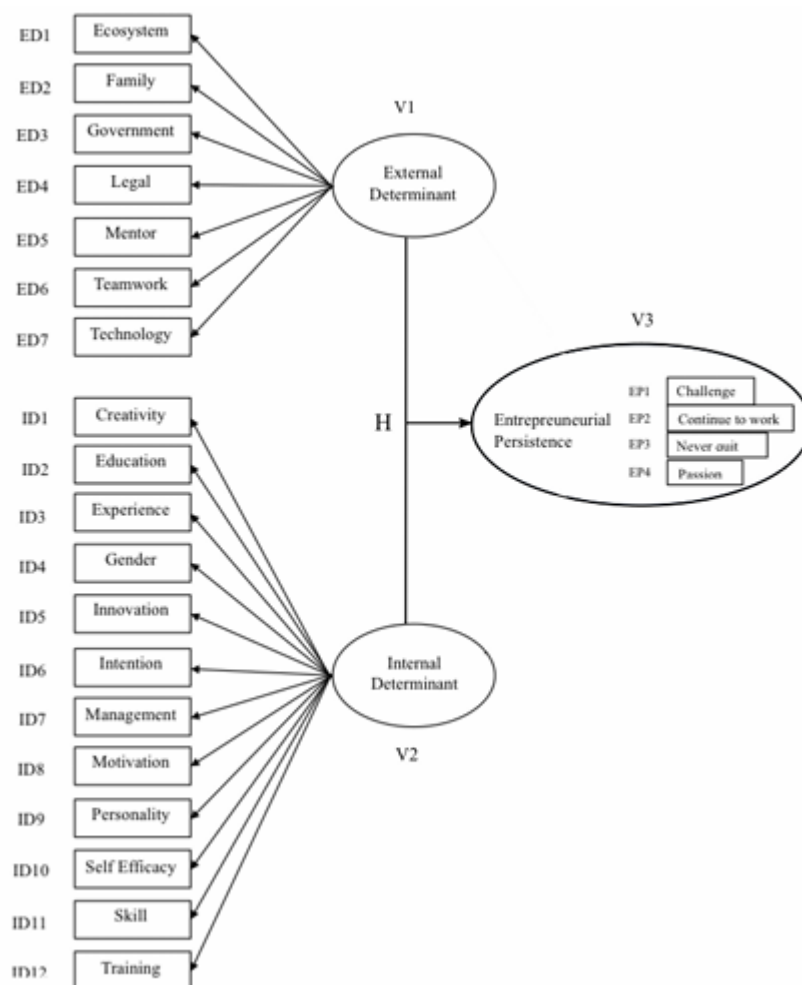 ED1 Ecosystem
ED2 Family
ED3 Government
ED4 Legal
ED5 Mentor
ED6 Teamwork
ED7 Technology
V1
External
Determinant
V3
EP1 Challenge
EP2 Continue to work
EP3 Never quit
EP4 Passion
Entrepreuneurial
Persistence
H
ID1 Creativity
ID2 Education
ID3 Experience
ID4 Gender
ID5 Innovation
ID6 Intention
ID7 Management
ID8 Motivation
ID9 Personality
ID10 Self Efficacy
ID11 Skill
ID12 Training
Internal
Determinant
V2